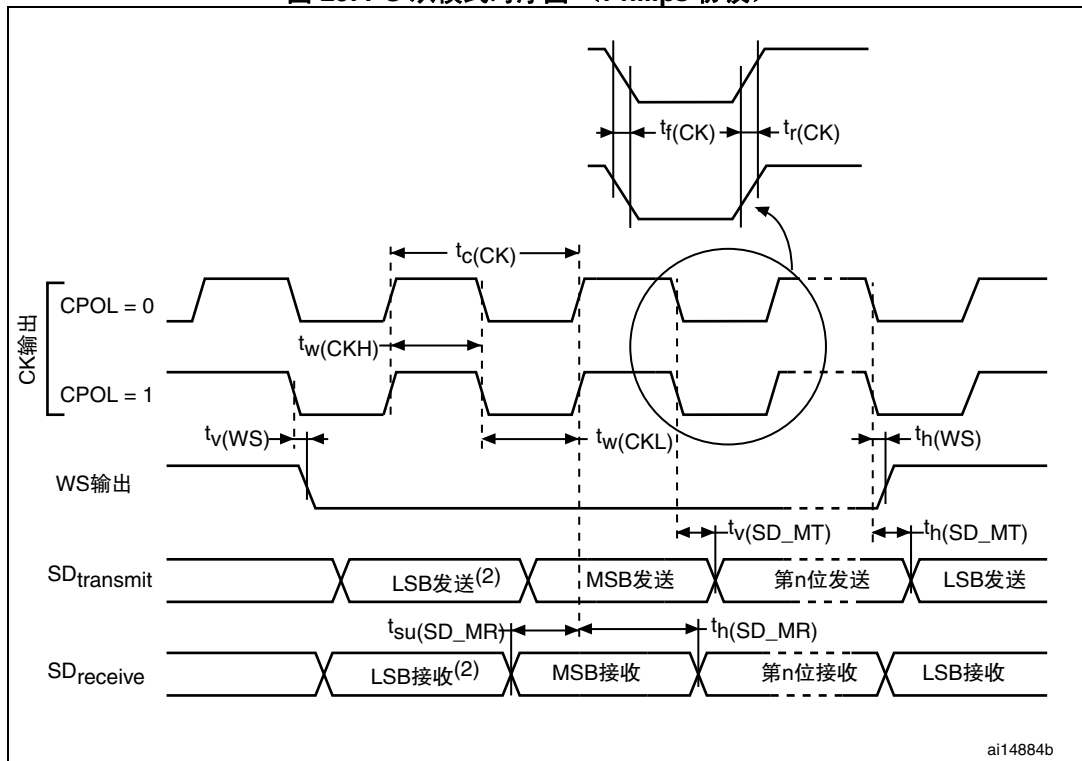 tf(CK)
tr(CK)
tc(CK)
CK输出
CPOL = 0
tw(CKH)
CPOL = 1
tv(WS)
tw(CKL)
th(WS)
WS输出
tv(SD_MT)
th(SD_MT)
SDtransmit
LSB发送(2)
MSB发送
第n位发送
LSB发送
tsu(SD_MR)
th(SD_MR)
SDreceive
LSB接收(2)
MSB接收
第n位接收
LSB接收
ai14884b